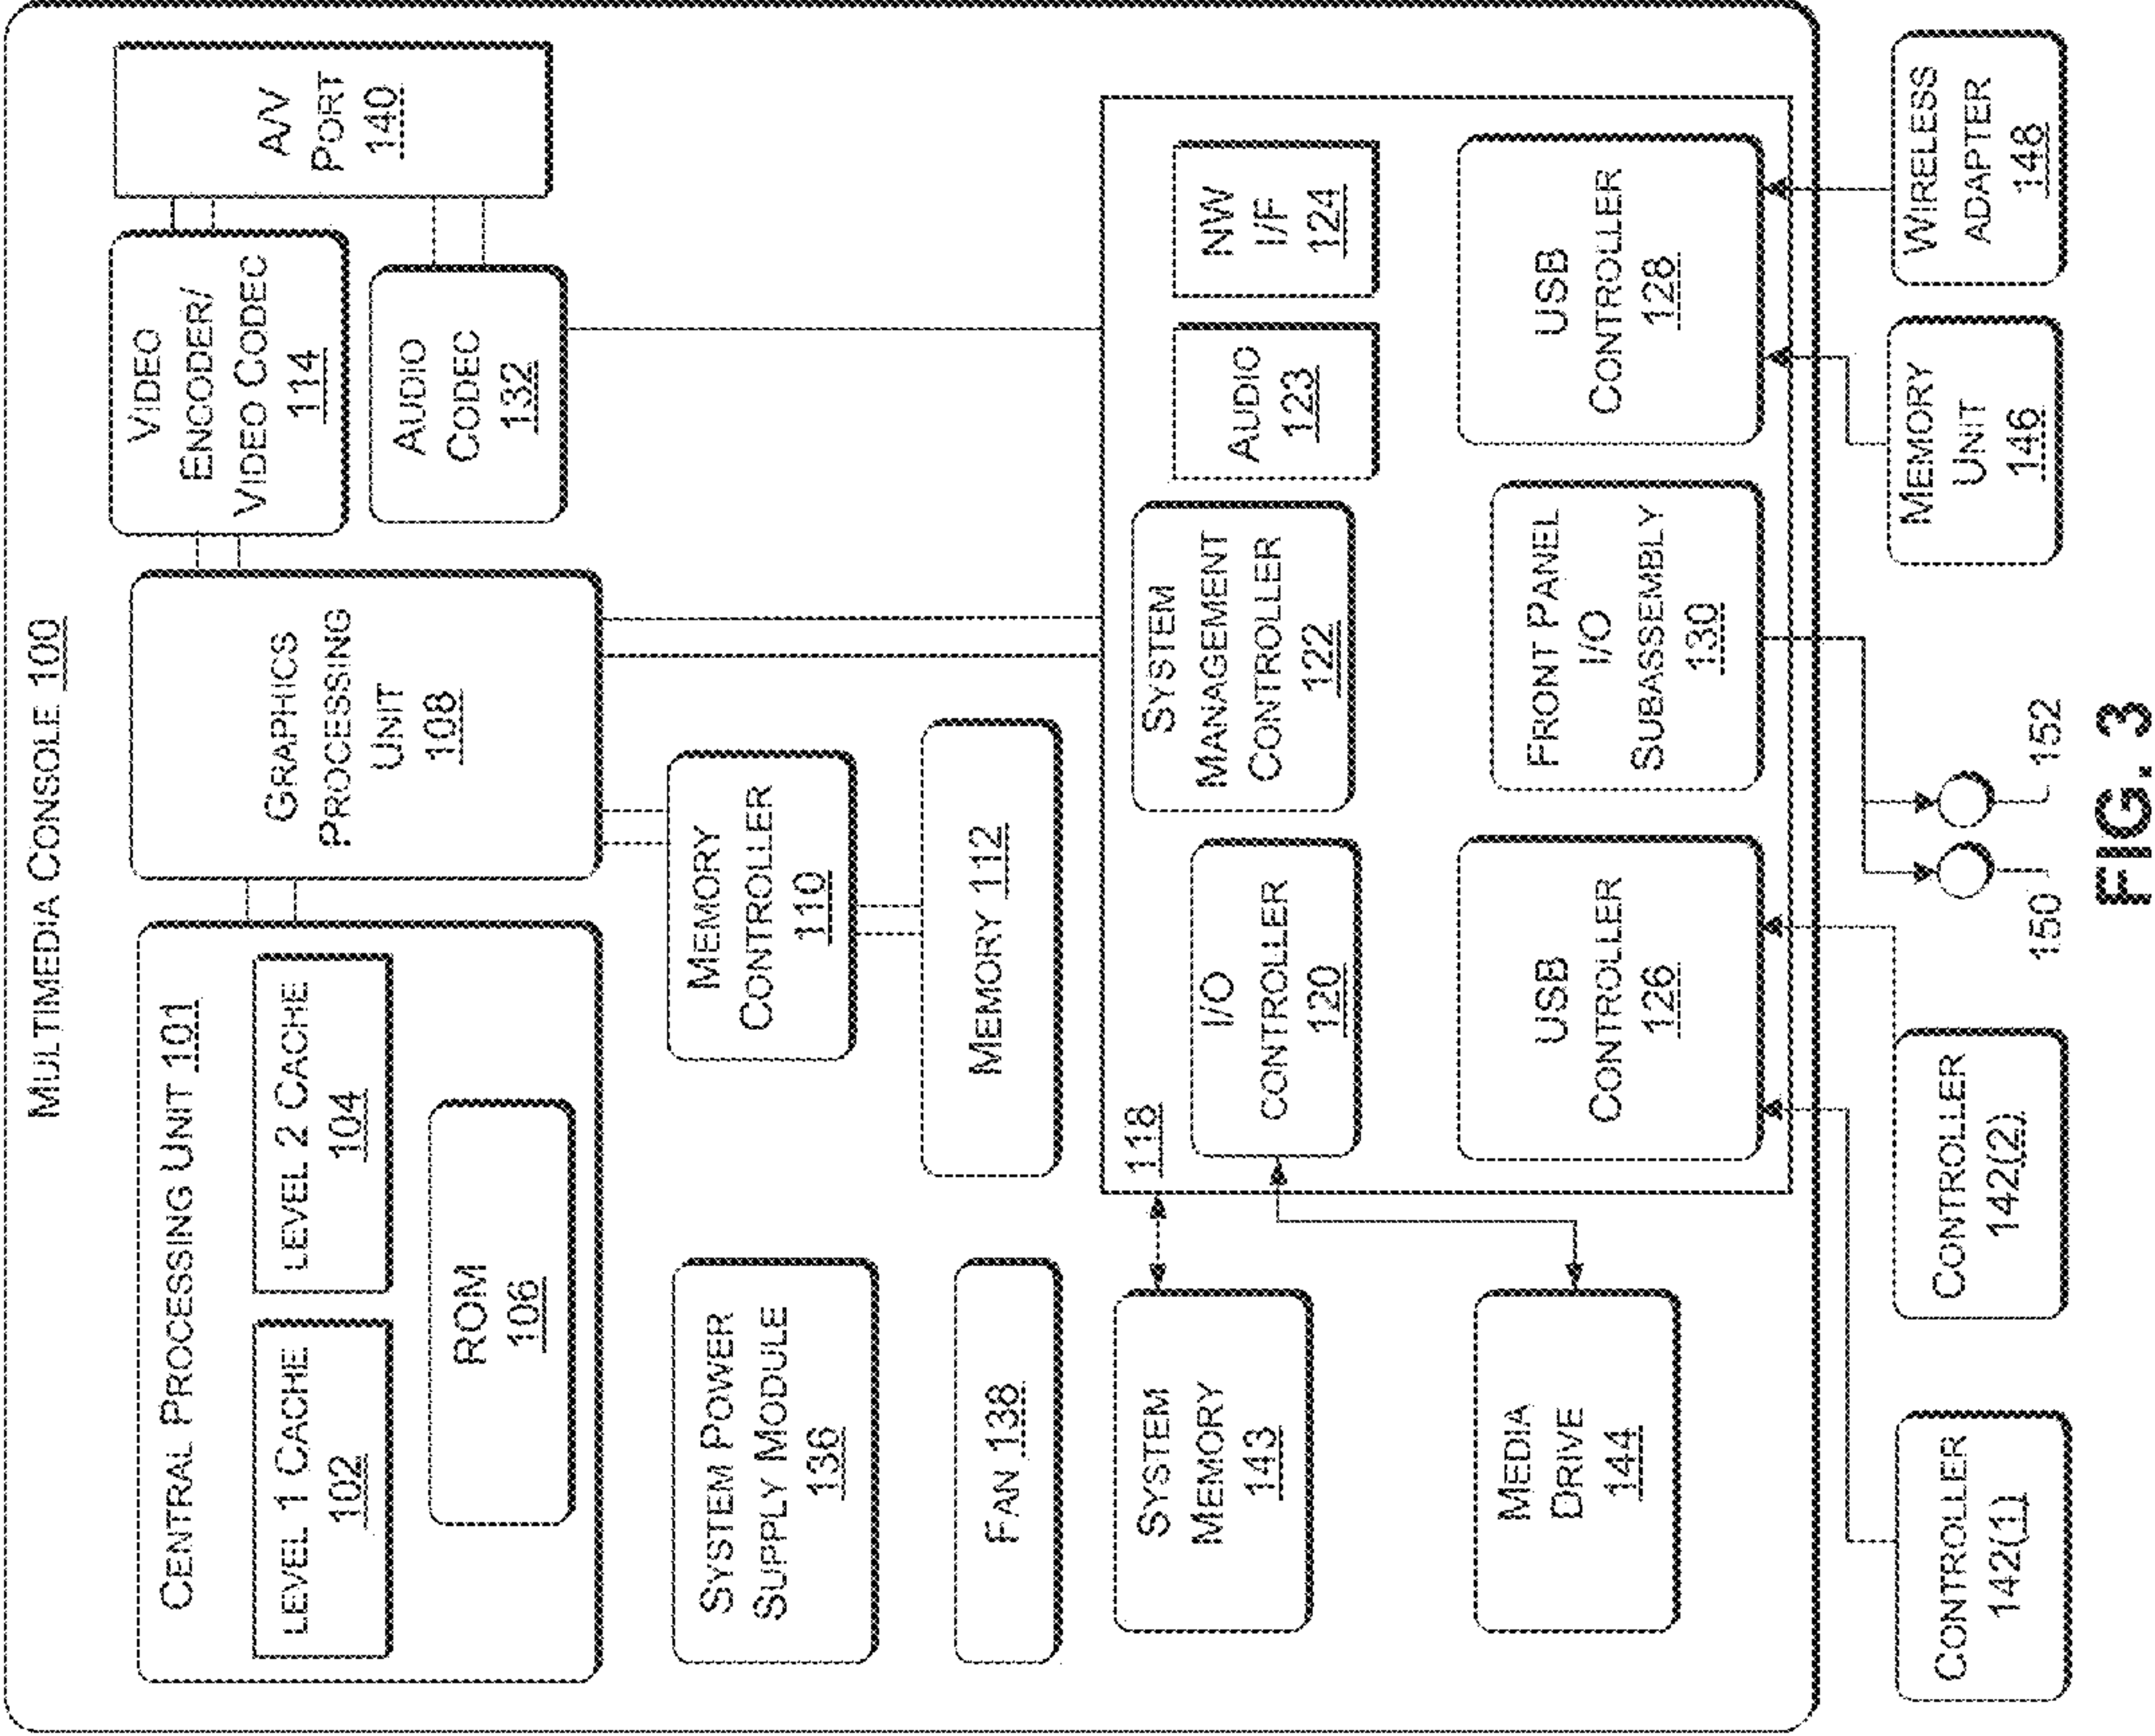 MULTIMEDIA CONSOLE 100
CENTRAL PROCESSING UNIT 101
LEVEL 1 CACHE
102
LEVEL 2 CACHE
104
ROM
106
GRAPHICS
PROCESSING
UNIT
108
VIDEO
ENCODER/
VIDEO CODEC
114
AUDIO
CODEC
132
A/V
PORT
140
SYSTEM POWER
SUPPLY MODULE
136
MEMORY
CONTROLLER
110
FAN 138
MEMORY 112
118
SYSTEM
MEMORY
143
I/O
CONTROLLER
120
SYSTEM
MANAGEMENT
CONTROLLER
122
AUDIO
123
NW
I/F
124
MEDIA
DRIVE
144
USB
CONTROLLER
126
FRONT PANEL
I/O
SUBASSEMBLY
130
USB
CONTROLLER
128
CONTROLLER
142(1)
CONTROLLER
142(2)
150
152
MEMORY
UNIT
146
WIRELESS
ADAPTER
148
FIG. 3